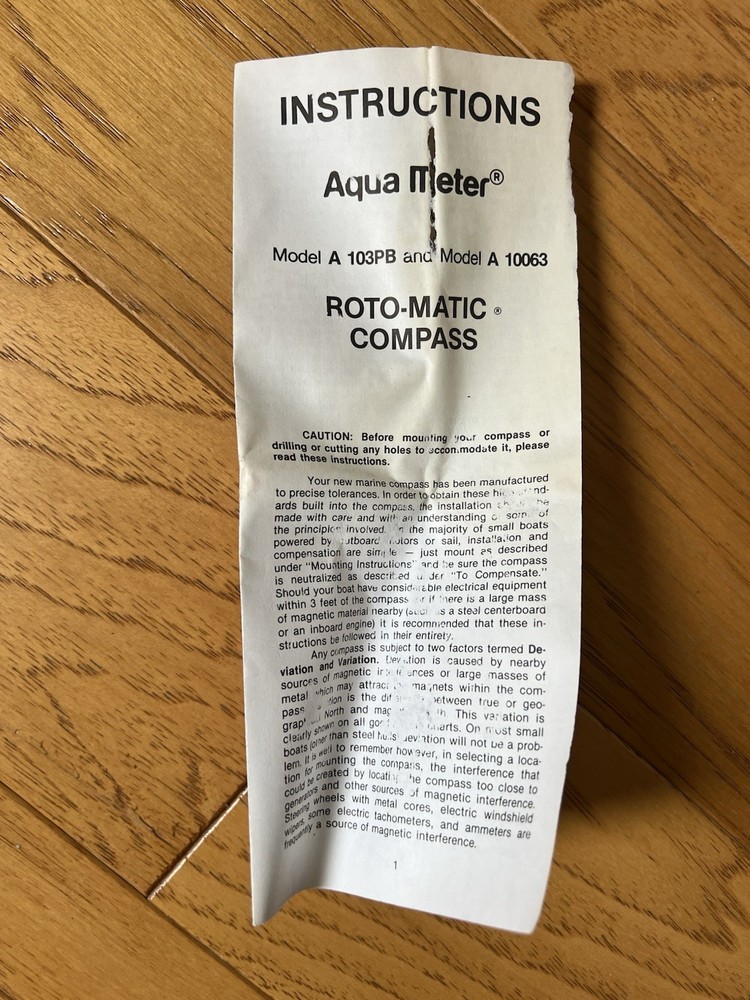 INSTRUCTIONS
Aqua Meter®
Model A 103PB and Model A 10063
ROTO-MATIC ®
COMPASS
CAUTION: Before mounting your compass or
drilling or cutting any holes to accommodate it, please
read these instructions.
Your new marine compass has been manufactured
to precise tolerances. In order to obtain these high stand-
ards built into the compass, the installation should be
made with care and with an understanding of some of
the principles involved. In the majority of small boats
powered by outboard motors or sail, installation and
compensation are simple — just mount as described
under "Mounting Instructions" and be sure the compass
is neutralized as described under "To Compensate."
Should your boat have considerable electrical equipment
within 3 feet of the compass or if there is a large mass
of magnetic material nearby (such as a steel centerboard
or an inboard engine) it is recommended that these in-
structions be followed in their entirety.
Any compass is subject to two factors termed De-
viation and Variation. Deviation is caused by nearby
sources of magnetic influences or large masses of
metal which may attract magnets within the com-
pass. is the between true or geo-
graphical North and This variation is
clearly shown on all charts. On most small
boats (other than steel hulls deviation will not be a prob-
lem. It is well to remember however, in selecting a loca-
tion for mounting the compass, the interference that
could be created by locating the compass too close to
generators and other sources of magnetic interference.
Steering wheels with metal cores, electric windshield
wipers, some electric tachometers, and ammeters are
frequently a source of magnetic interference.
1